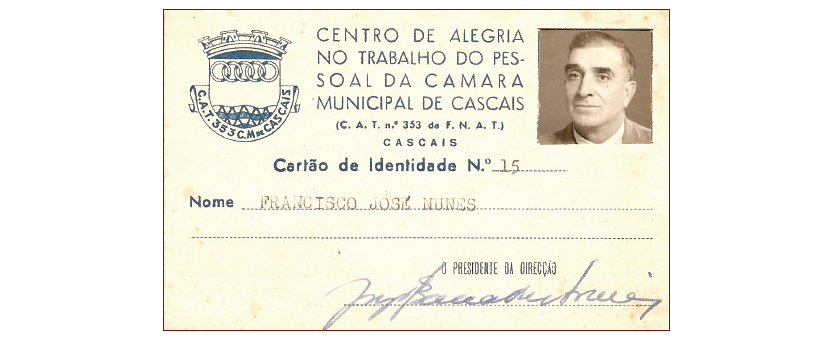 CENTRO DE ALEGRIA
NO TRABALHO DO PES-
SOAL DA CAMARA
MUNICIPAL DE CASCAIS
(C. A. T. n.º 353 da F. N. A. T.)
CASCAIS
C.A.T. 353 C.M. DE CASCAIS
Cartão de Identidade N.º 15
Nome FRANCISCO JOSÉ NUNES
O PRESIDENTE DA DIRECÇÃO